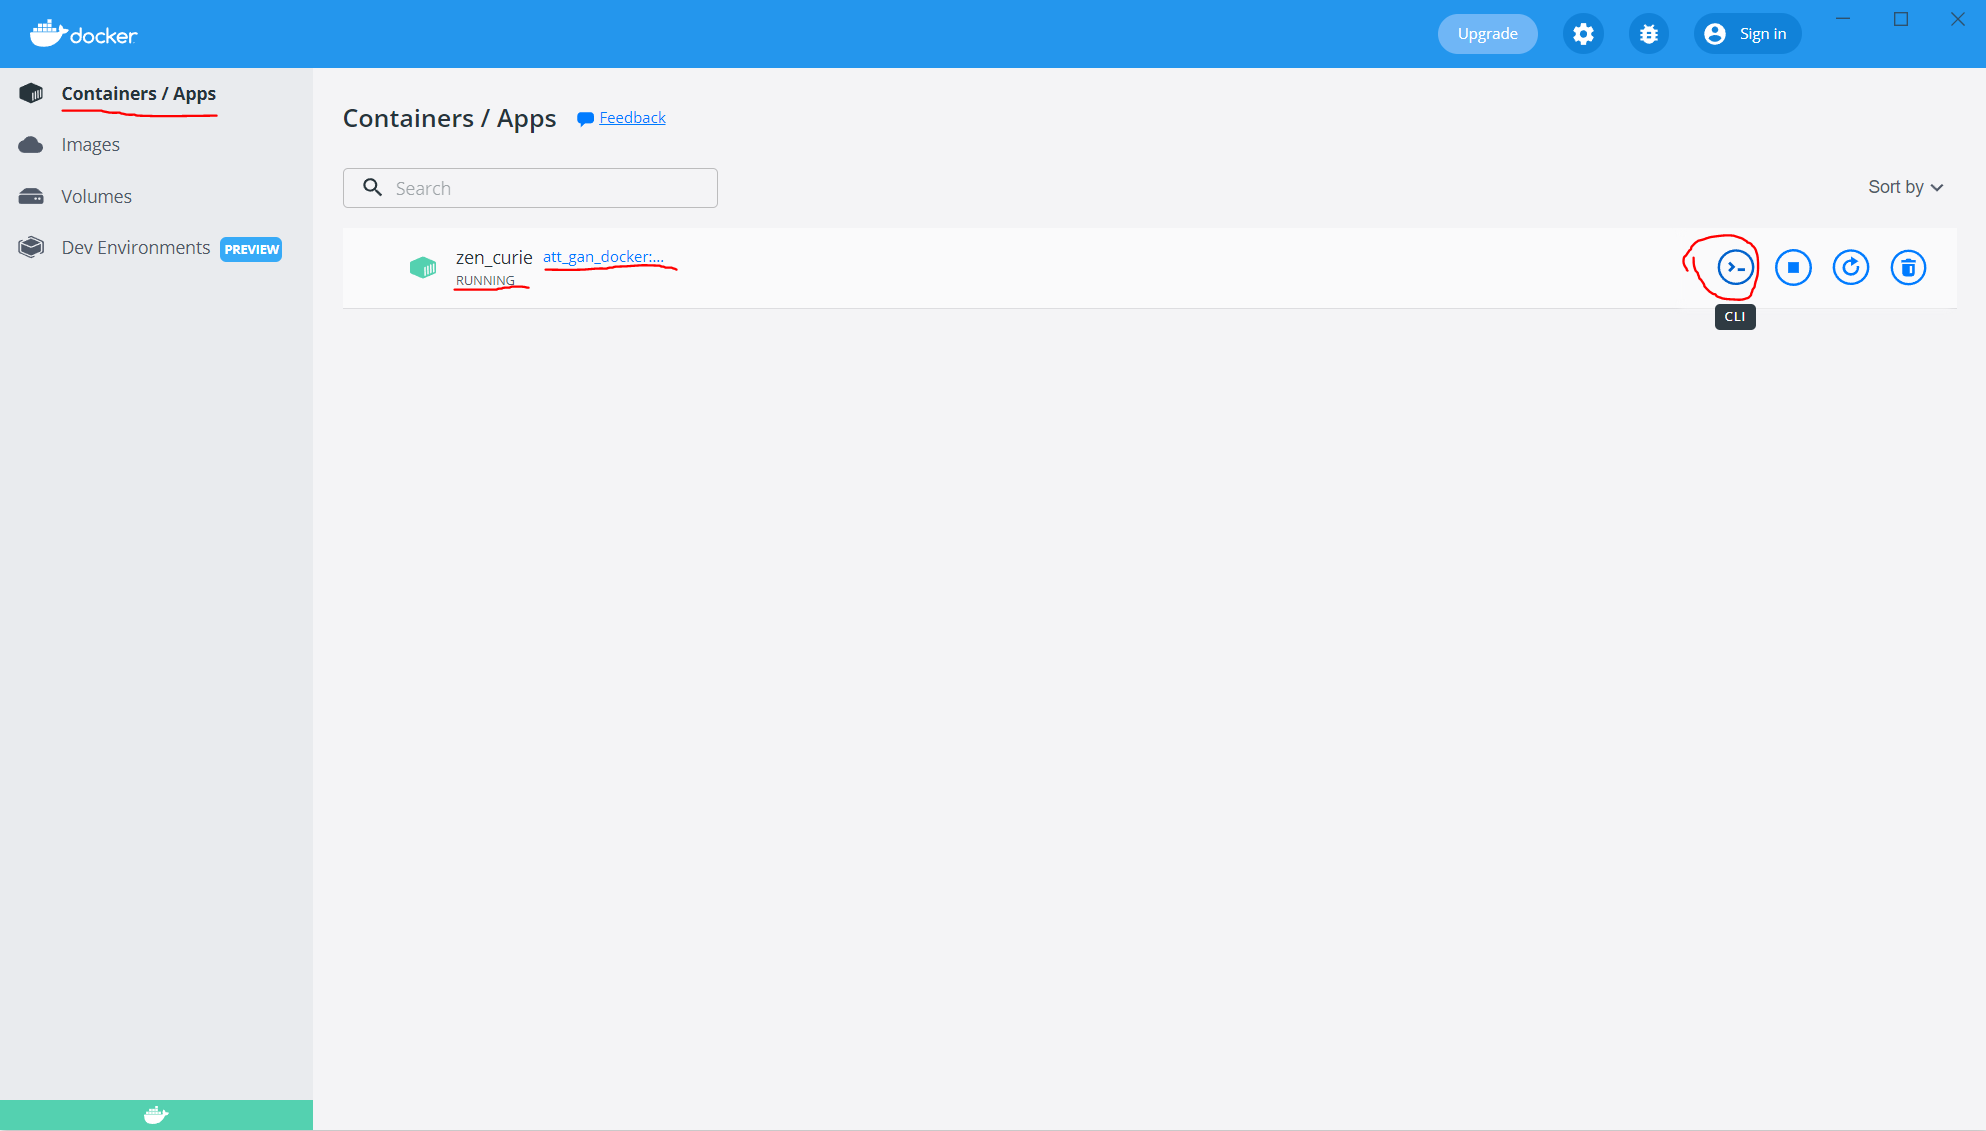 docker
Upgrade
Sign in
Containers / Apps
Images
Volumes
Dev Environments PREVIEW
Containers / Apps Feedback
Search
Sort by
zen_curie att_gan_docker:...
RUNNING
CLI